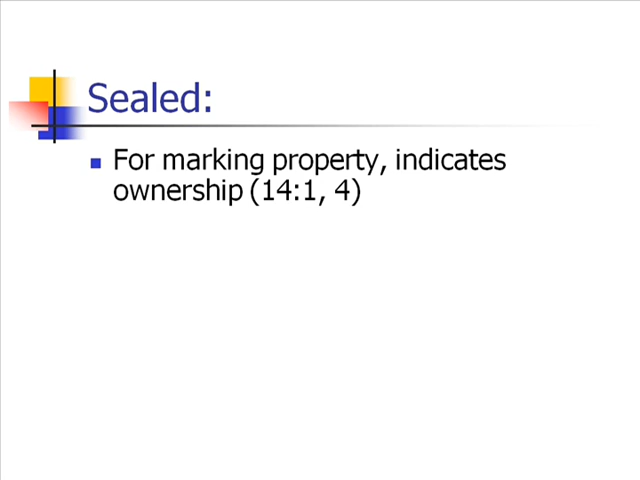 Sealed:
For marking property, indicates
ownership (14:1, 4)